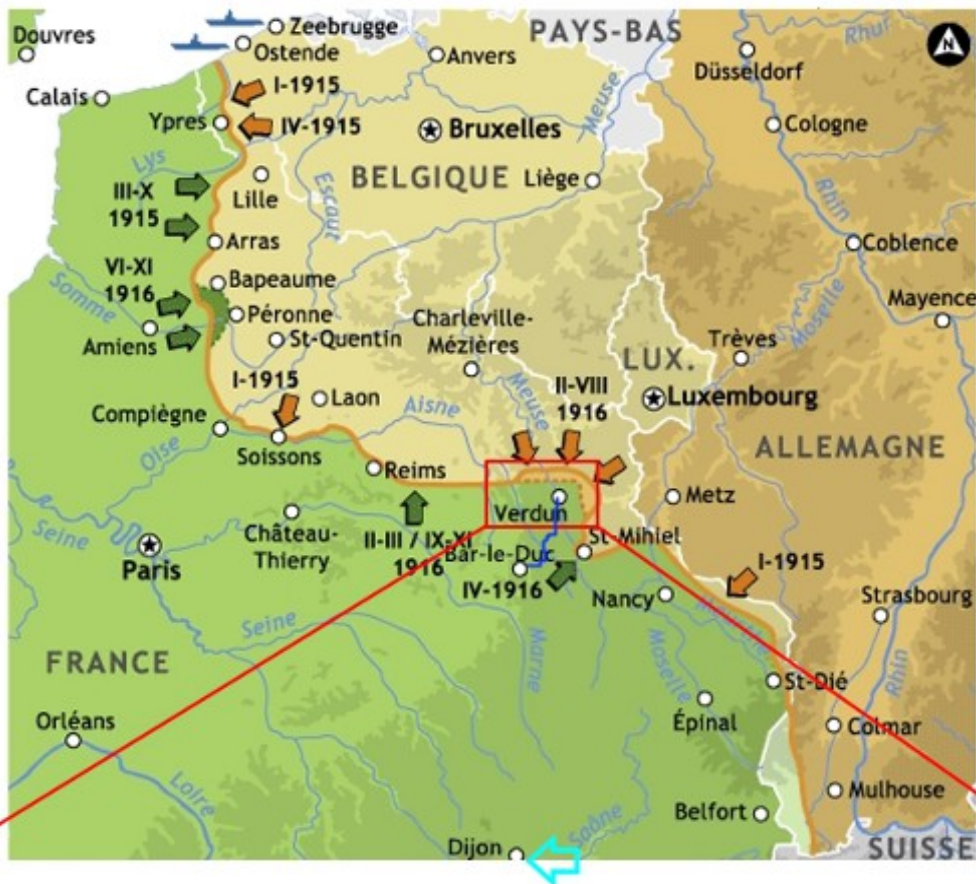 Douvres
Zeebrugge
Ostende
PAYS-BAS
Rhur
N
Anvers
Düsseldorf
Calais
I-1915
Meuse
Ypres
IV-1915
Bruxelles
Cologne
Lys
Escaut
BELGIQUE
Liège
Rhin
III-X
1915
Lille
Arras
Coblence
VI-XI
1916
Bapeaume
Somme
Péronne
Charleville-
Mézières
Moselle
Mayence
Amiens
St-Quentin
Trèves
I-1915
Laon
Meuse
II-VIII
1916
LUX.
Luxembourg
Compiègne
Aisne
ALLEMAGNE
Oise
Soissons
Reims
Metz
Verdun
Seine
Château-
Thierry
II-III / IX-XI
1916
St-Mihiel
Bar-le-Duc
Paris
IV-1916
I-1915
Nancy
Strasbourg
Seine
Marne
Moselle
Meurthe
Rhin
FRANCE
St-Dié
Orléans
Épinal
Colmar
Loire
Mulhouse
Belfort
Saône
Dijon
SUISSE